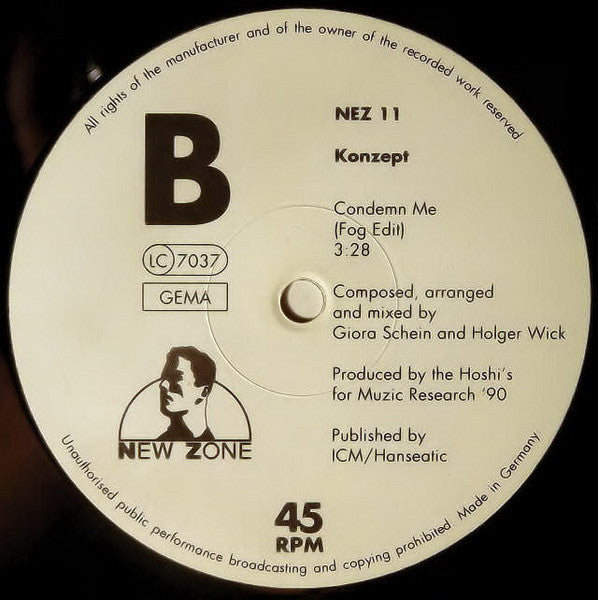 All rights of the manufacturer and of the owner of the recorded work reserved
B
NEZ 11
Konzept
Condemn Me
(Fog Edit)
3:28
LC 7037
GEMA
Composed, arranged
and mixed by
Giora Schein and Holger Wick
Produced by the Hoshi's
for Muzic Research '90
Published by
ICM/Hanseatic
NEW ZONE
45
RPM
Unauthorised public performance broadcasting and copying prohibited Made in Germany